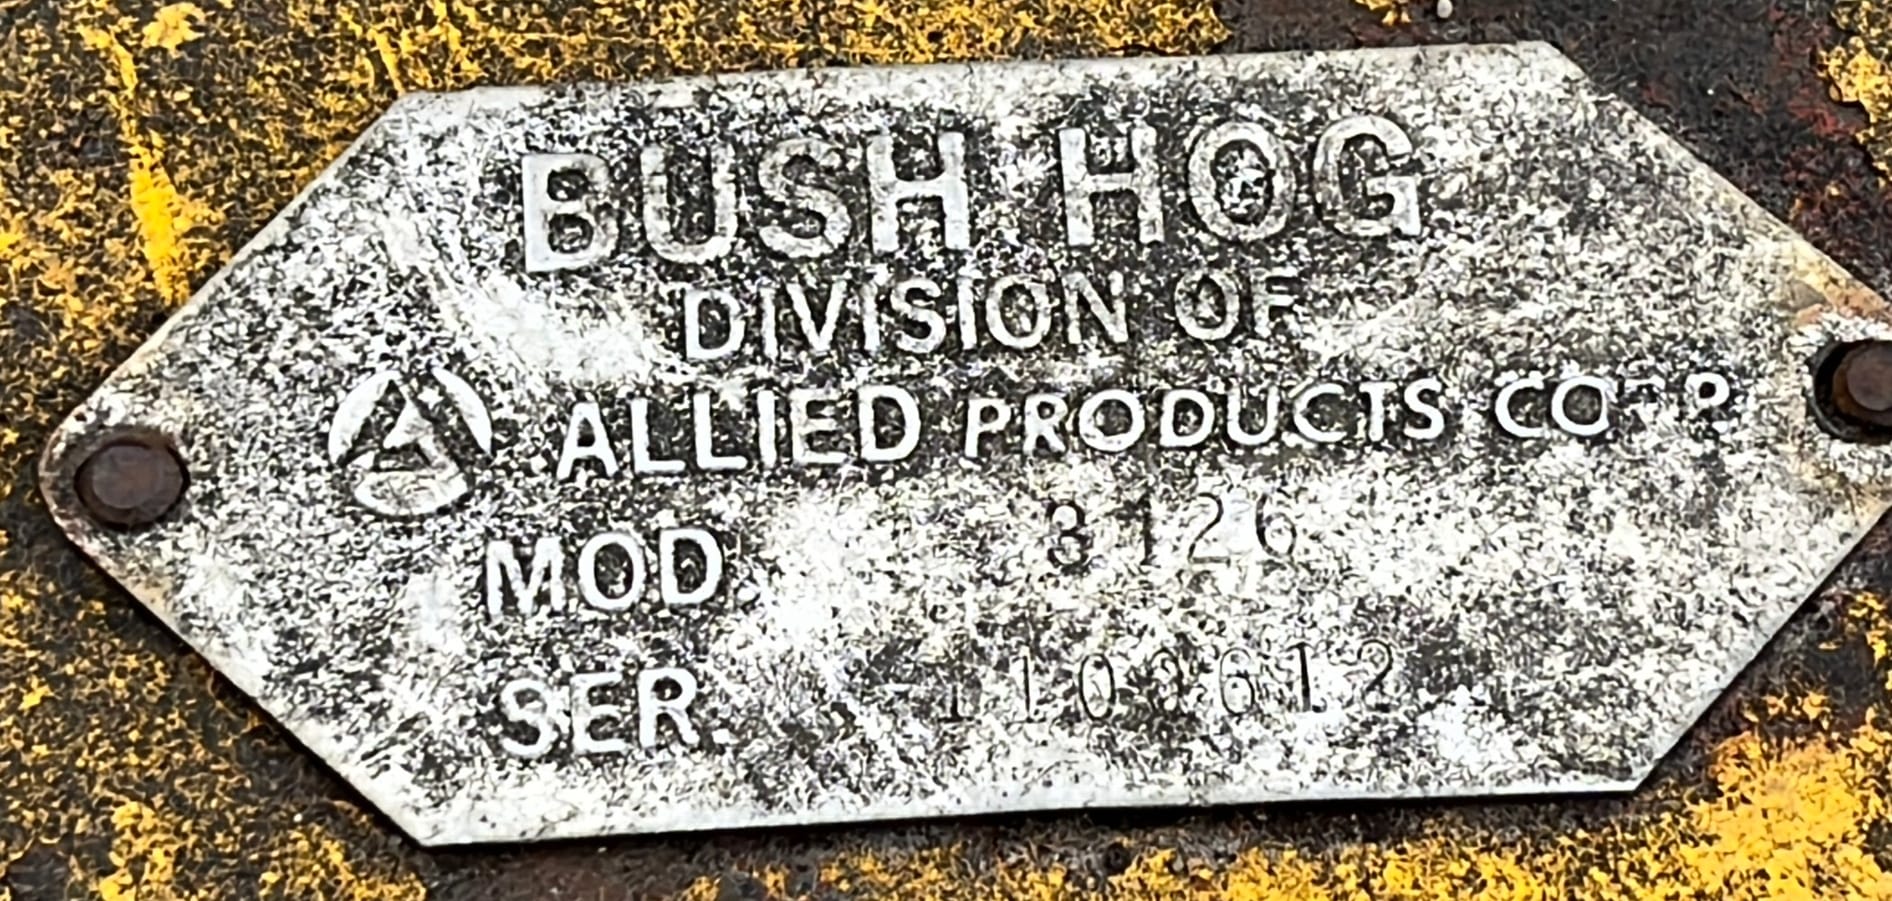 BUSH HOG
DIVISION OF
ALLIED PRODUCTS CORP
MOD. 3126
SER.